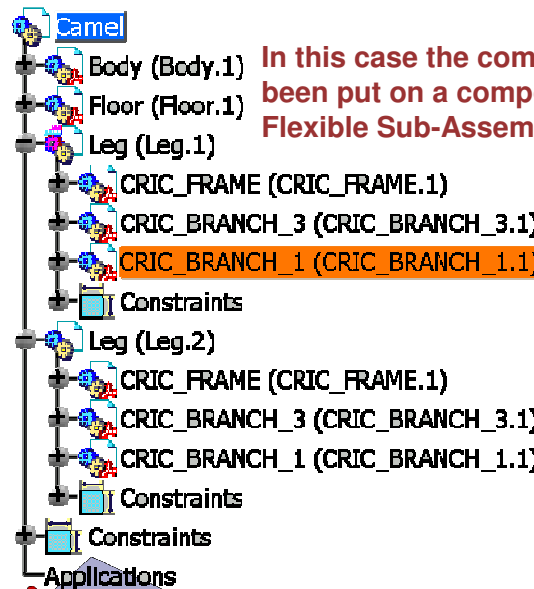 Camel
Body (Body.1)
In this case the com
Floor (Floor.1)
been put on a comp
Flexible Sub-Assem
Leg (Leg.1)
CRIC_FRAME (CRIC_FRAME.1)
CRIC_BRANCH_3 (CRIC_BRANCH_3.1)
CRIC_BRANCH_1 (CRIC_BRANCH_1.1)
Constraints
Leg (Leg.2)
CRIC_FRAME (CRIC_FRAME.1)
CRIC_BRANCH_3 (CRIC_BRANCH_3.1)
CRIC_BRANCH_1 (CRIC_BRANCH_1.1)
Constraints
Constraints
Applications